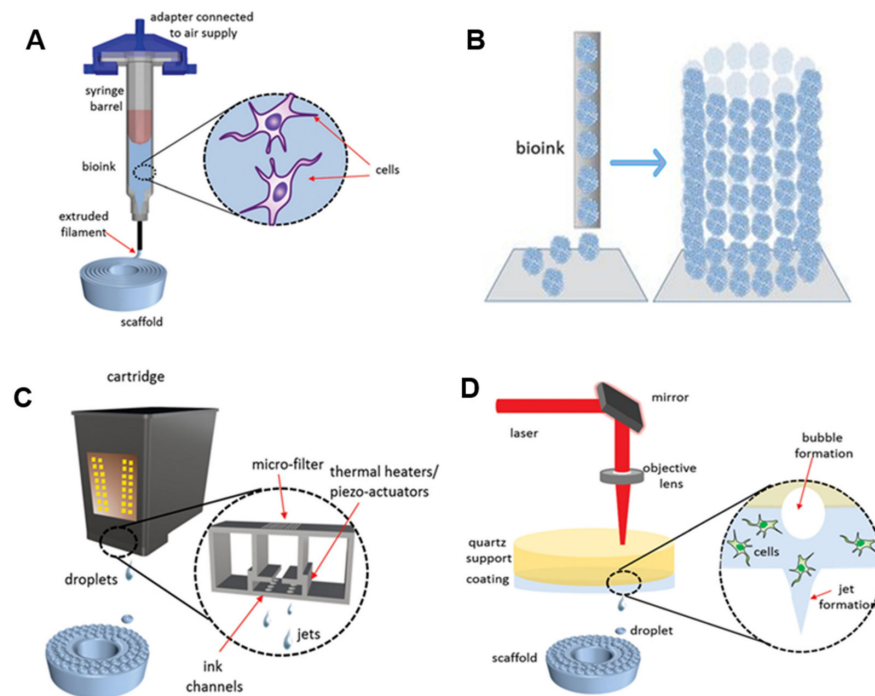 A
adapter connected
to air supply
syringe
barrel
bioink
cells
extruded
filament
scaffold
B
bioink
C
cartridge
micro-filter
thermal heaters/
piezo-actuators
droplets
jets
ink
channels
D
mirror
laser
objective
lens
bubble
formation
quartz
support
coating
cells
jet
formation
droplet
scaffold